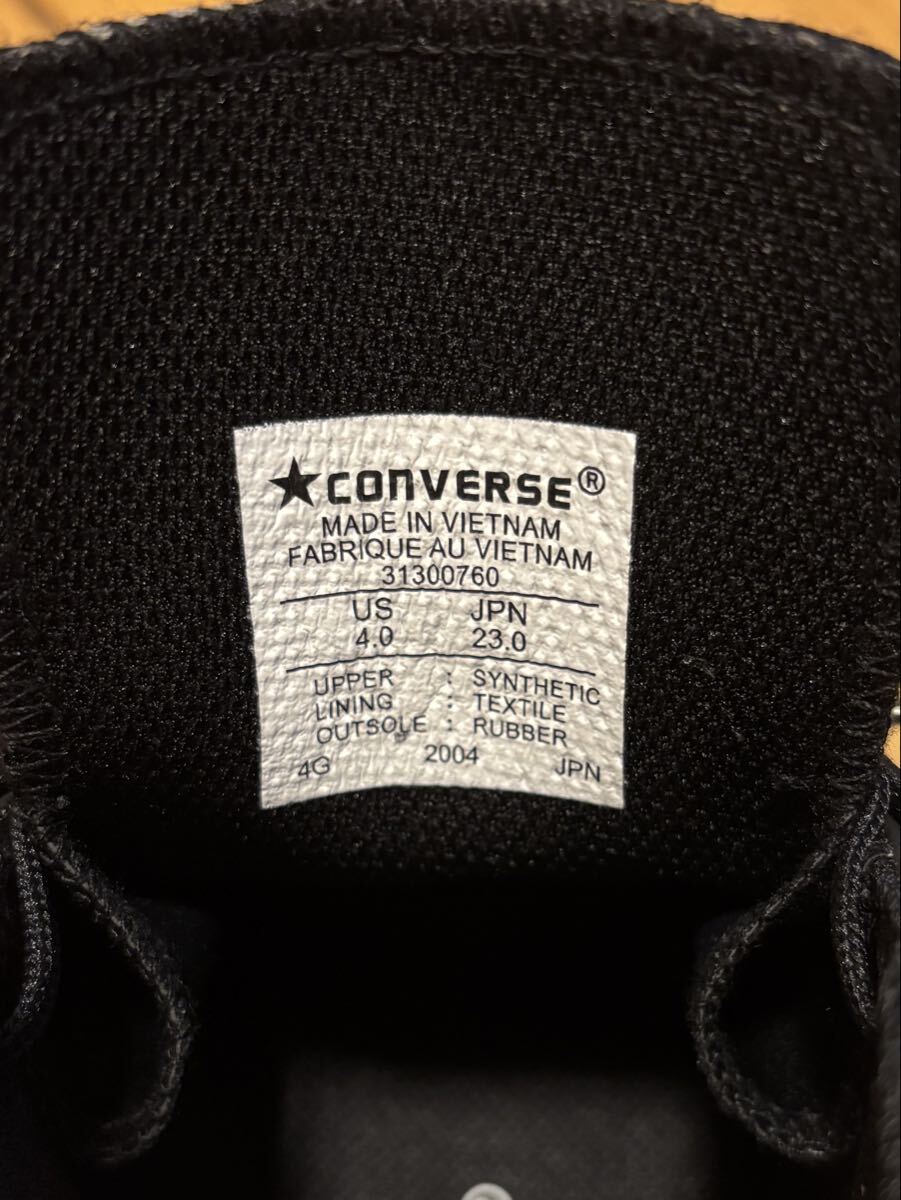 ★CONVERSE®
MADE IN VIETNAM
FABRIQUE AU VIETNAM
31300760
US JPN
4.0 23.0
UPPER : SYNTHETIC
LINING : TEXTILE
OUTSOLE : RUBBER
4G 2004 JPN